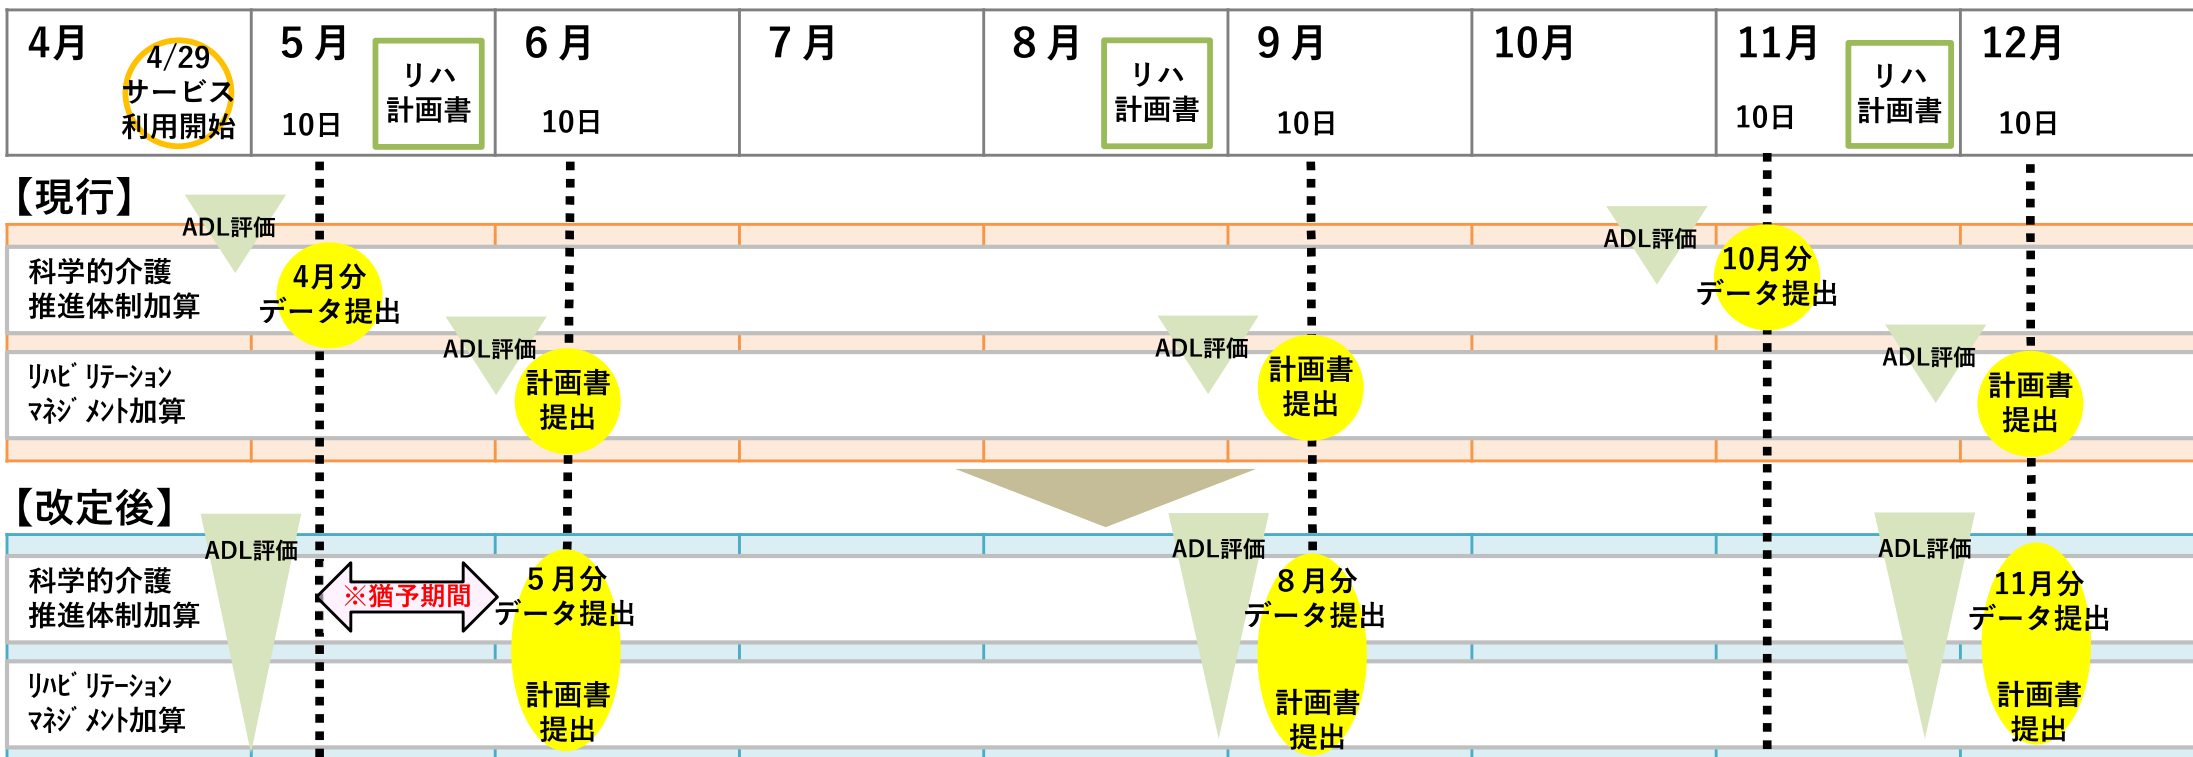 4月
4/29
サービス
利用開始
5月
10日
リハ
計画書
6月
10日
7月
8月
リハ
計画書
9月
10日
10月
11月
10日
リハ
計画書
12月
10日
【現行】
ADL評価
ADL評価
科学的介護
推進体制加算
4月分
データ提出
10月分
データ提出
ADL評価
ADL評価
ADL評価
リハビリテーション
マネジメント加算
計画書
提出
計画書
提出
計画書
提出
【改定後】
ADL評価
ADL評価
ADL評価
科学的介護
推進体制加算
※猶予期間
5月分
データ提出
8月分
データ提出
11月分
データ提出
リハビリテーション
マネジメント加算
計画書
提出
計画書
提出
計画書
提出